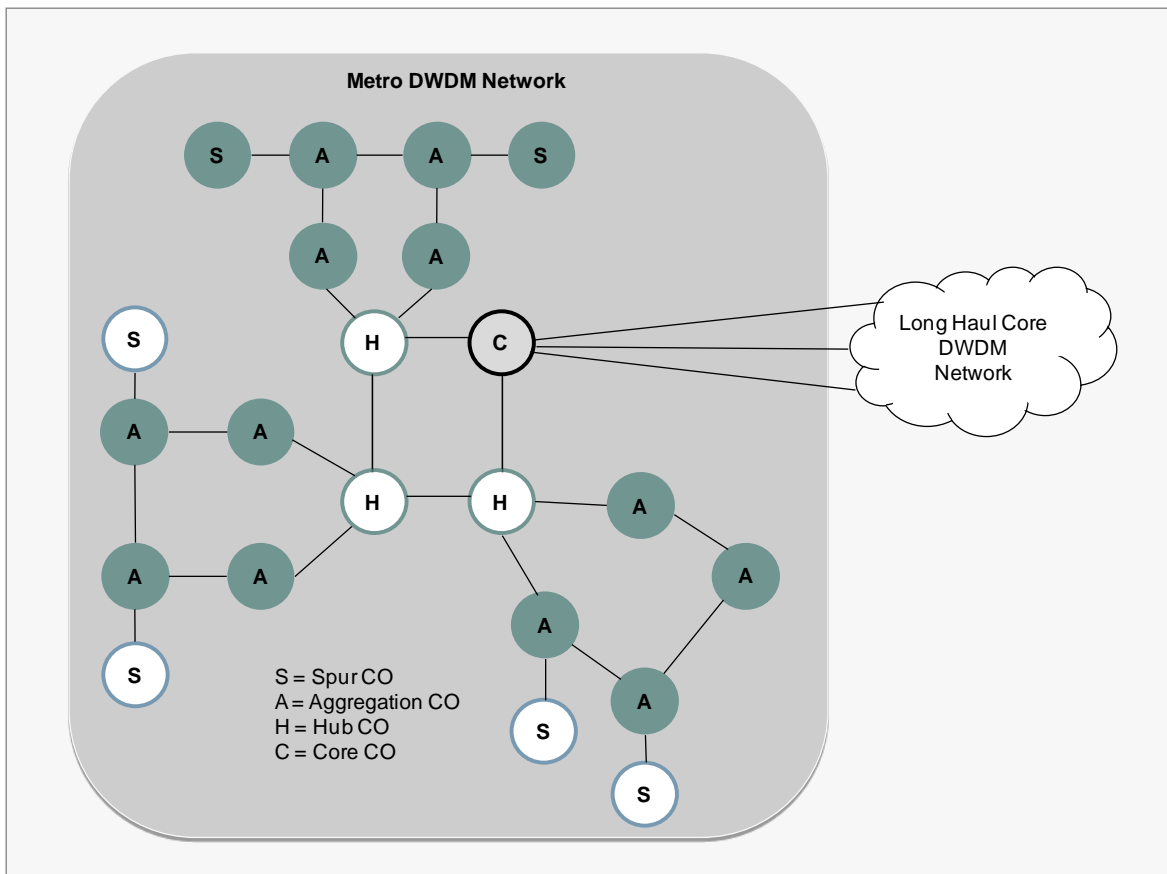 Metro DWDM Network
S
A
A
S
A
A
S
H
C
Long Haul Core
DWDM
Network
A
A
H
H
A
A
A
A
A
S
A
S = Spur CO
A = Aggregation CO
H = Hub CO
C = Core CO
A
S
S